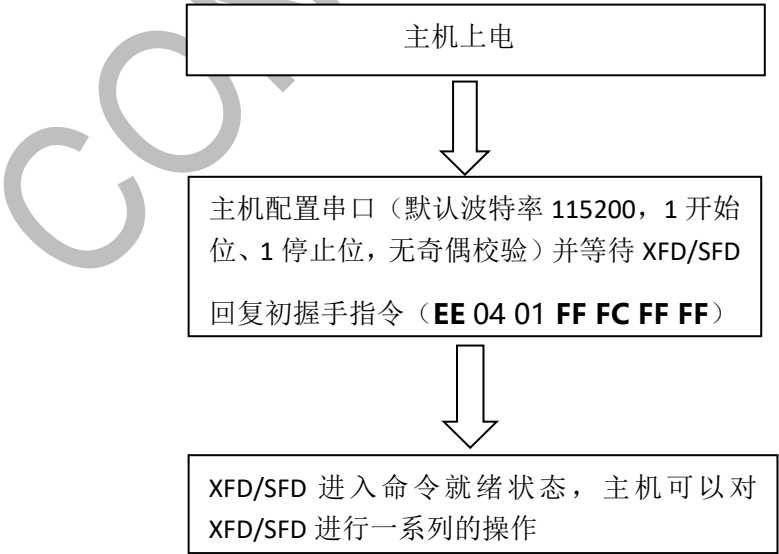 主机上电
主机配置串口（默认波特率 115200，1 开始
位、1 停止位，无奇偶校验）并等待 XFD/SFD
回复初握手指令（EE 04 01 FF FC FF FF）
XFD/SFD 进入命令就绪状态，主机可以对
XFD/SFD 进行一系列的操作